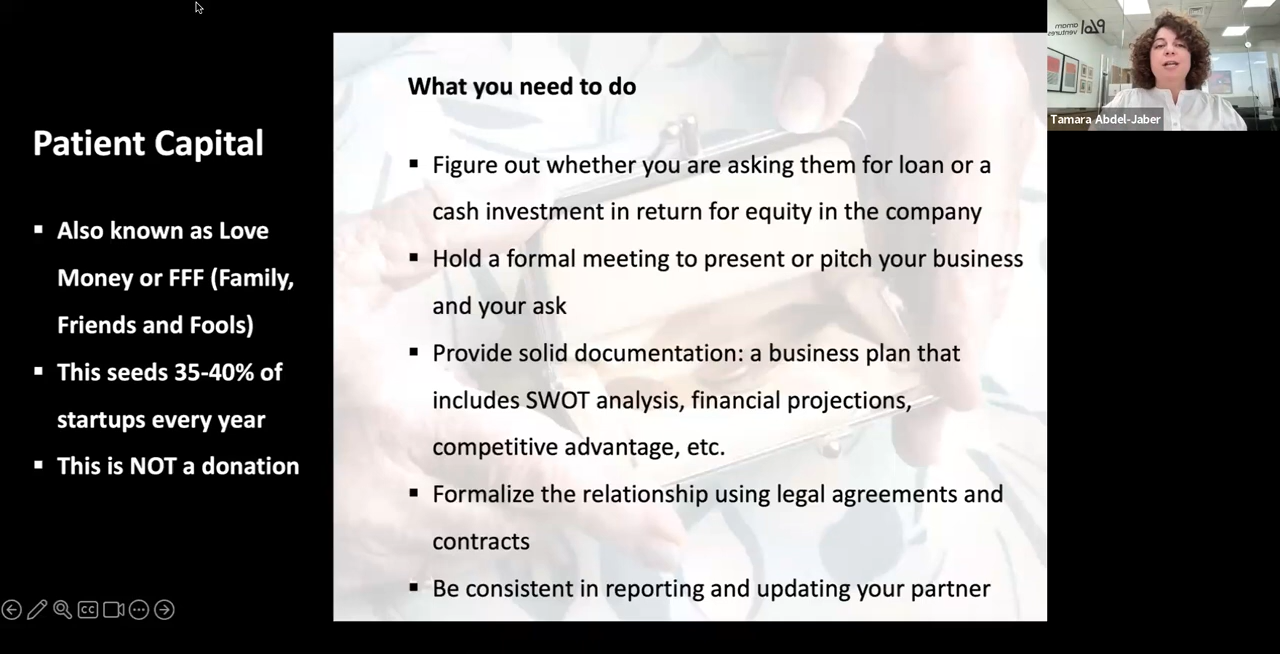 Patient Capital
▪ Also known as Love
Money or FFF (Family,
Friends and Fools)
▪ This seeds 35-40% of
startups every year
▪ This is NOT a donation
What you need to do
▪ Figure out whether you are asking them for loan or a
cash investment in return for equity in the company
▪ Hold a formal meeting to present or pitch your business
and your ask
▪ Provide solid documentation: a business plan that
includes SWOT analysis, financial projections,
competitive advantage, etc.
▪ Formalize the relationship using legal agreements and
contracts
▪ Be consistent in reporting and updating your partner
amam
ventures
Tamara Abdel-Jaber
CC